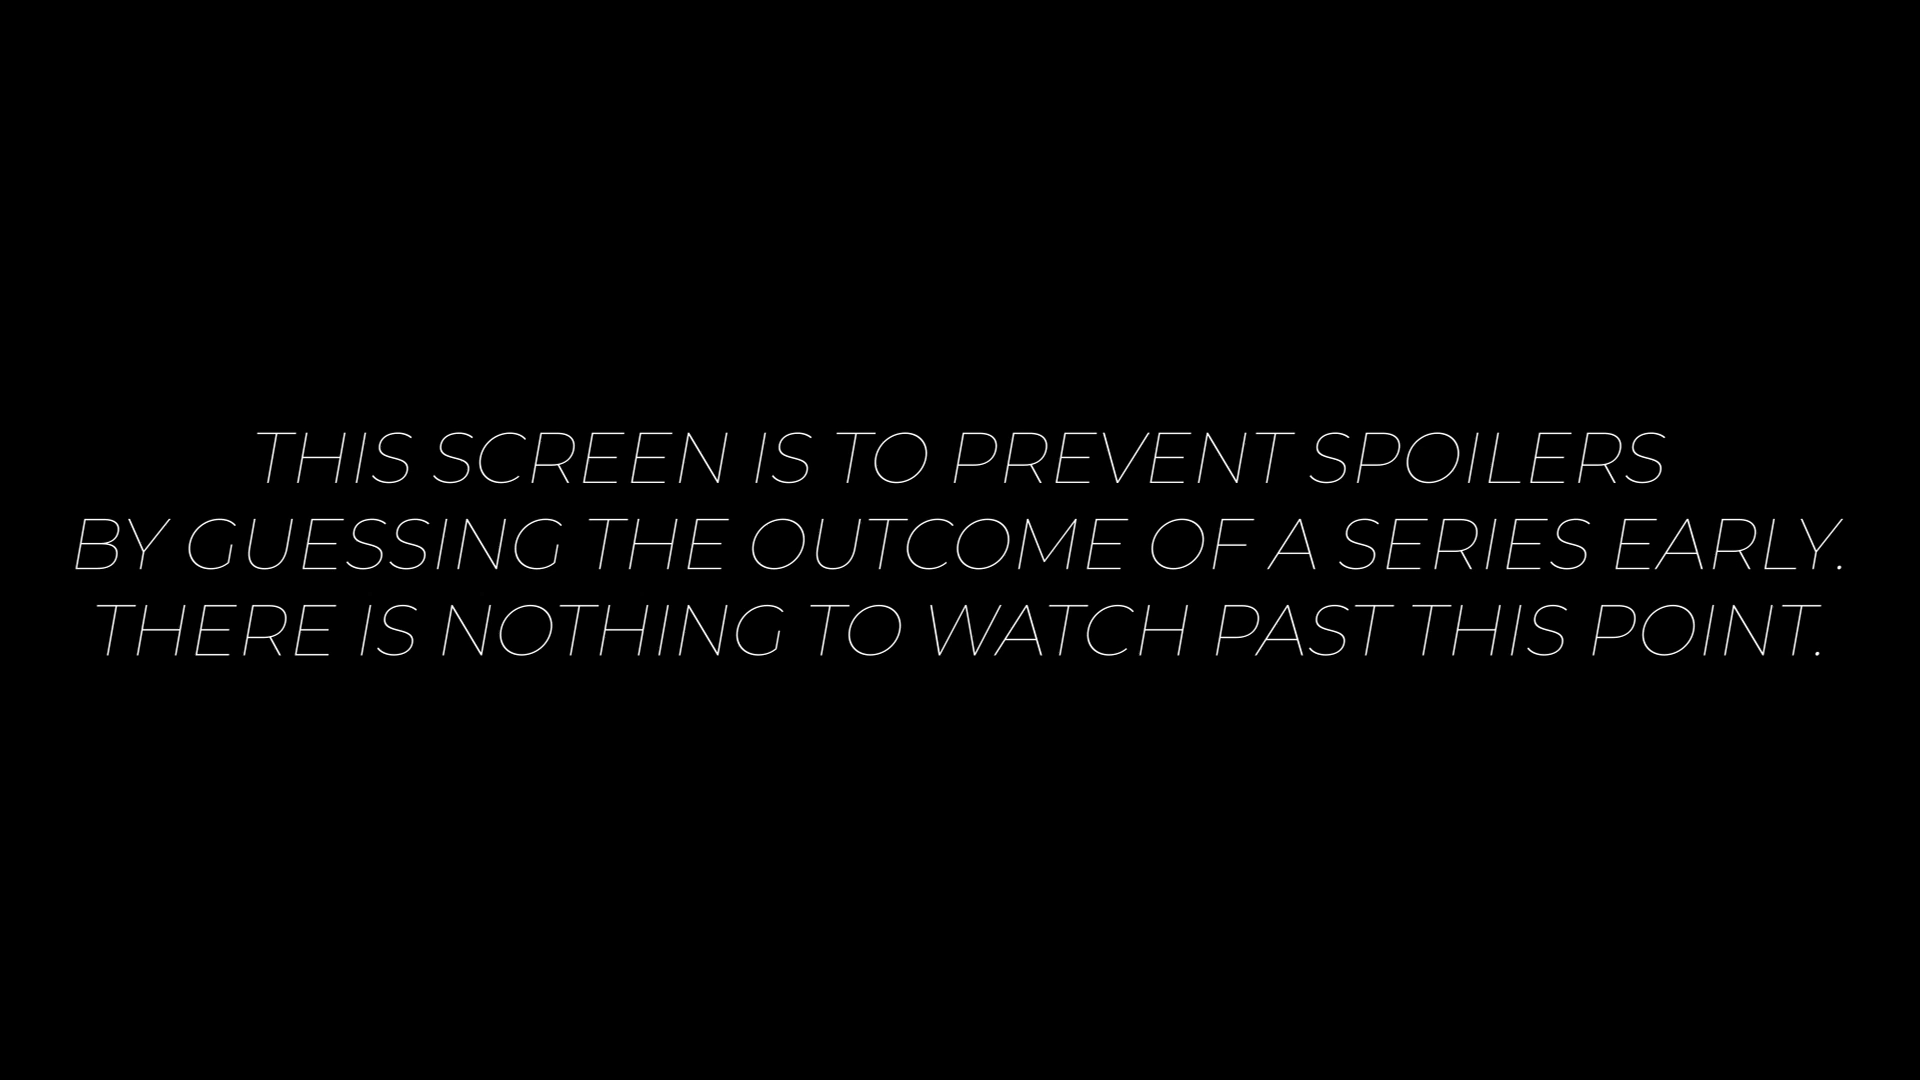 THIS SCREEN IS TO PREVENT SPOILERS
BY GUESSING THE OUTCOME OF A SERIES EARLY.
THERE IS NOTHING TO WATCH PAST THIS POINT.